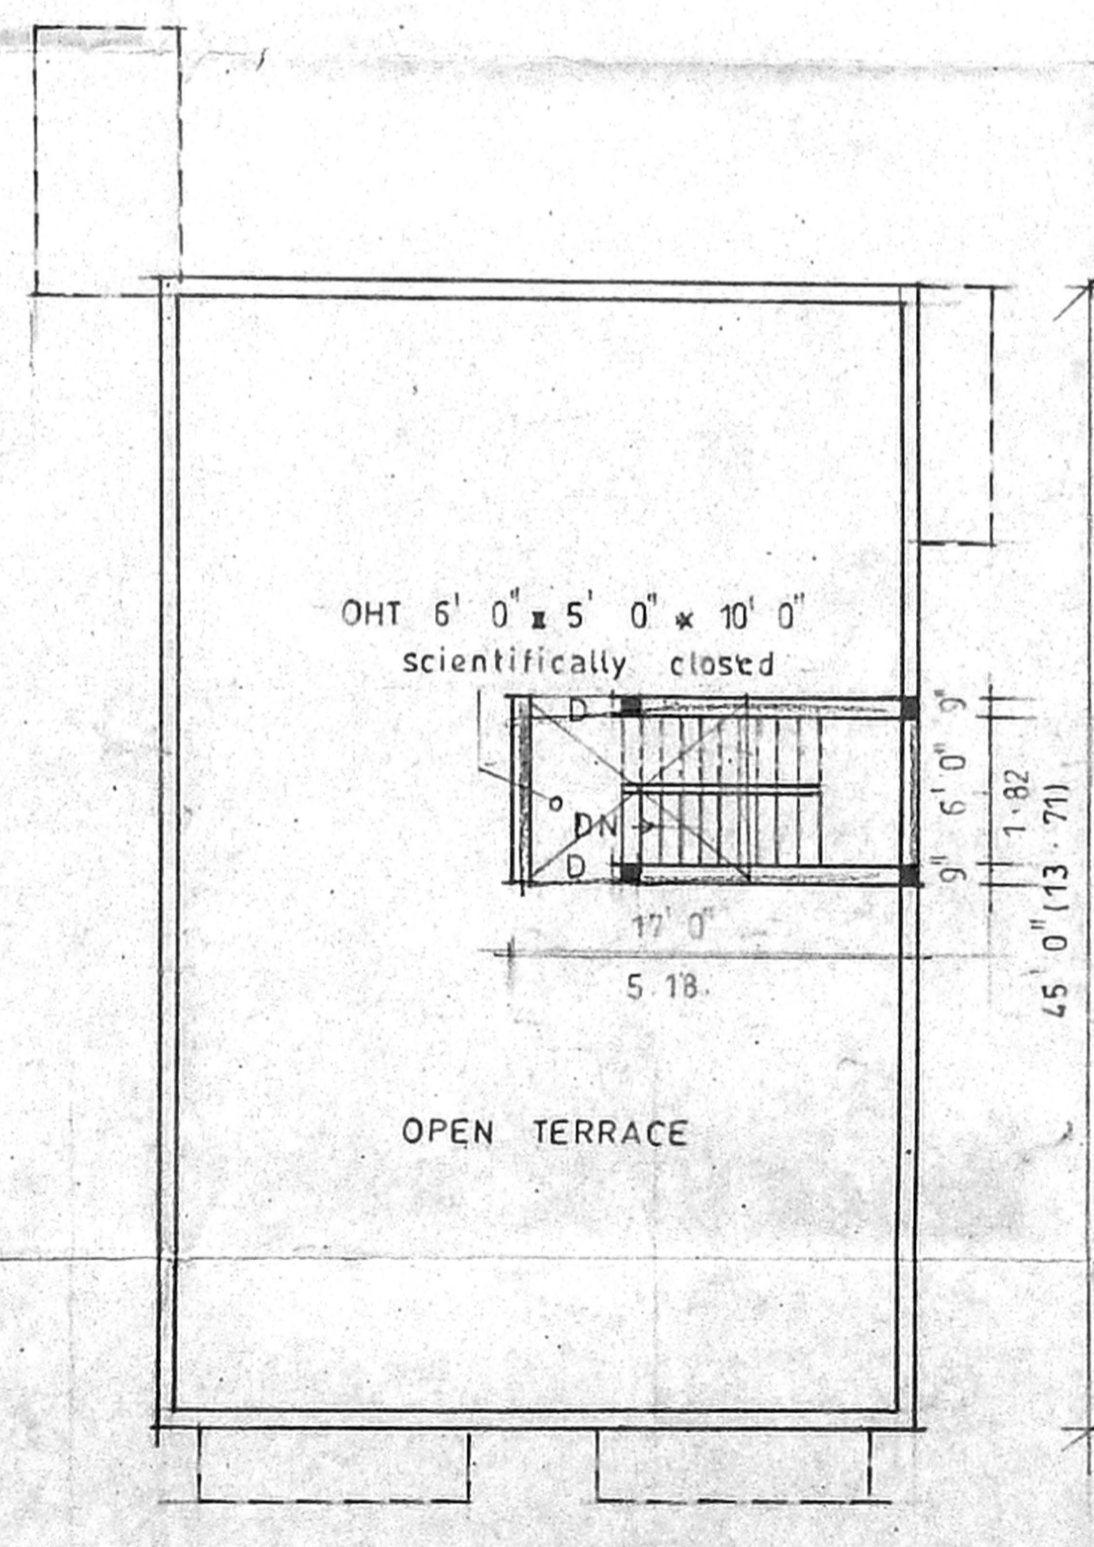 OHT 6' 0" x 5' 0" x 10' 0"
scientifically closed
D
9"
6' 0"
1·82
DN
D
9"
45' 0" (13·71)
17' 0"
5·18
OPEN TERRACE